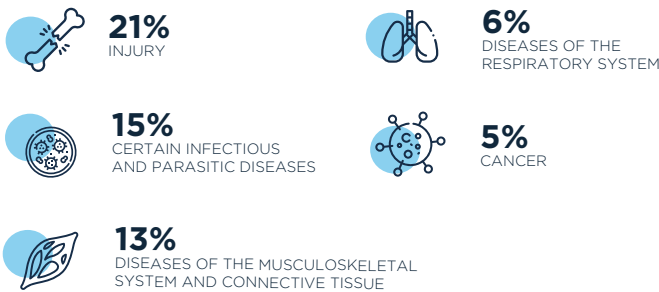 21%
INJURY
15%
CERTAIN INFECTIOUS
AND PARASITIC DISEASES
13%
DISEASES OF THE MUSCULOSKELETAL
SYSTEM AND CONNECTIVE TISSUE
6%
DISEASES OF THE
RESPIRATORY SYSTEM
5%
CANCER